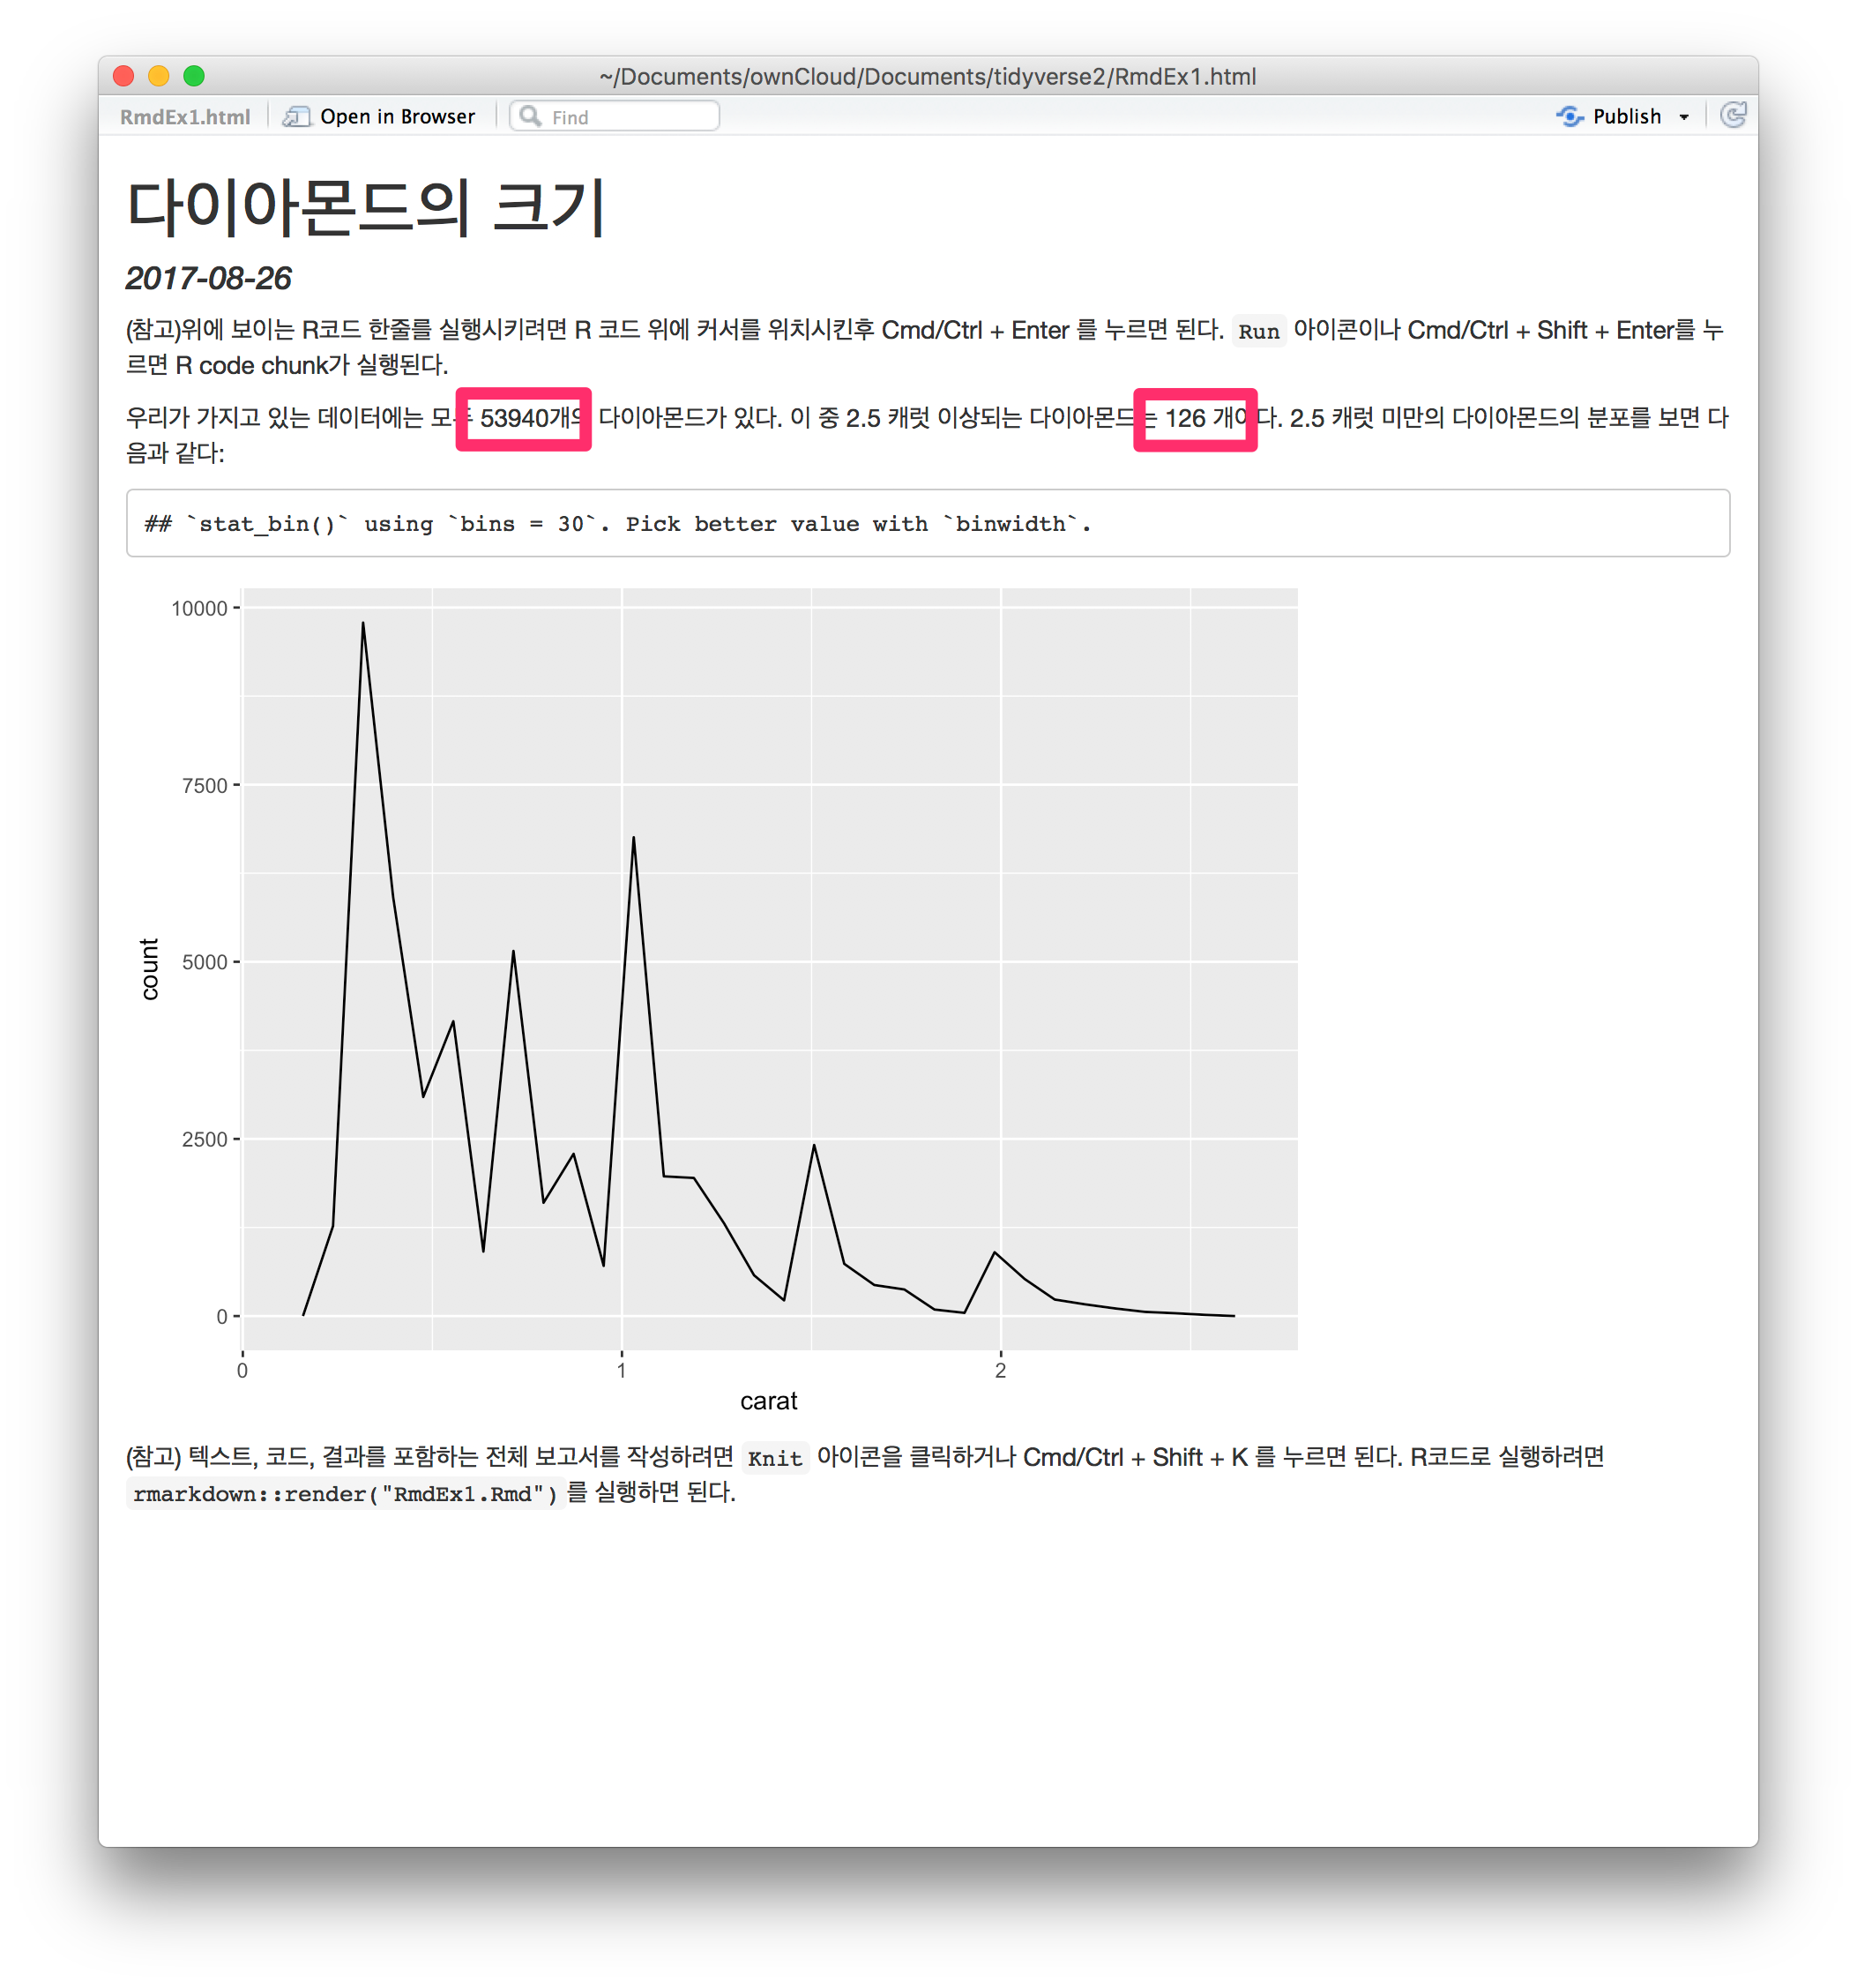 ~/Documents/ownCloud/Documents/tidyverse2/RmdEx1.html
RmdEx1.html Open in Browser Find Publish
다이아몬드의 크기
2017-08-26
(참고)위에 보이는 R코드 한줄를 실행시키려면 R 코드 위에 커서를 위치시킨후 Cmd/Ctrl + Enter 를 누르면 된다. Run 아이콘이나 Cmd/Ctrl + Shift + Enter를 누
르면 R code chunk가 실행된다.
우리가 가지고 있는 데이터에는 모두 53940개의 다이아몬드가 있다. 이 중 2.5 캐럿 이상되는 다이아몬드는 126 개이다. 2.5 캐럿 미만의 다이아몬드의 분포를 보면 다
음과 같다:
## `stat_bin()` using `bins = 30`. Pick better value with `binwidth`.
10000
7500
5000
2500
0
count
0 1 2
carat
(참고) 텍스트, 코드, 결과를 포함하는 전체 보고서를 작성하려면 Knit 아이콘을 클릭하거나 Cmd/Ctrl + Shift + K 를 누르면 된다. R코드로 실행하려면
rmarkdown::render("RmdEx1.Rmd")를 실행하면 된다.